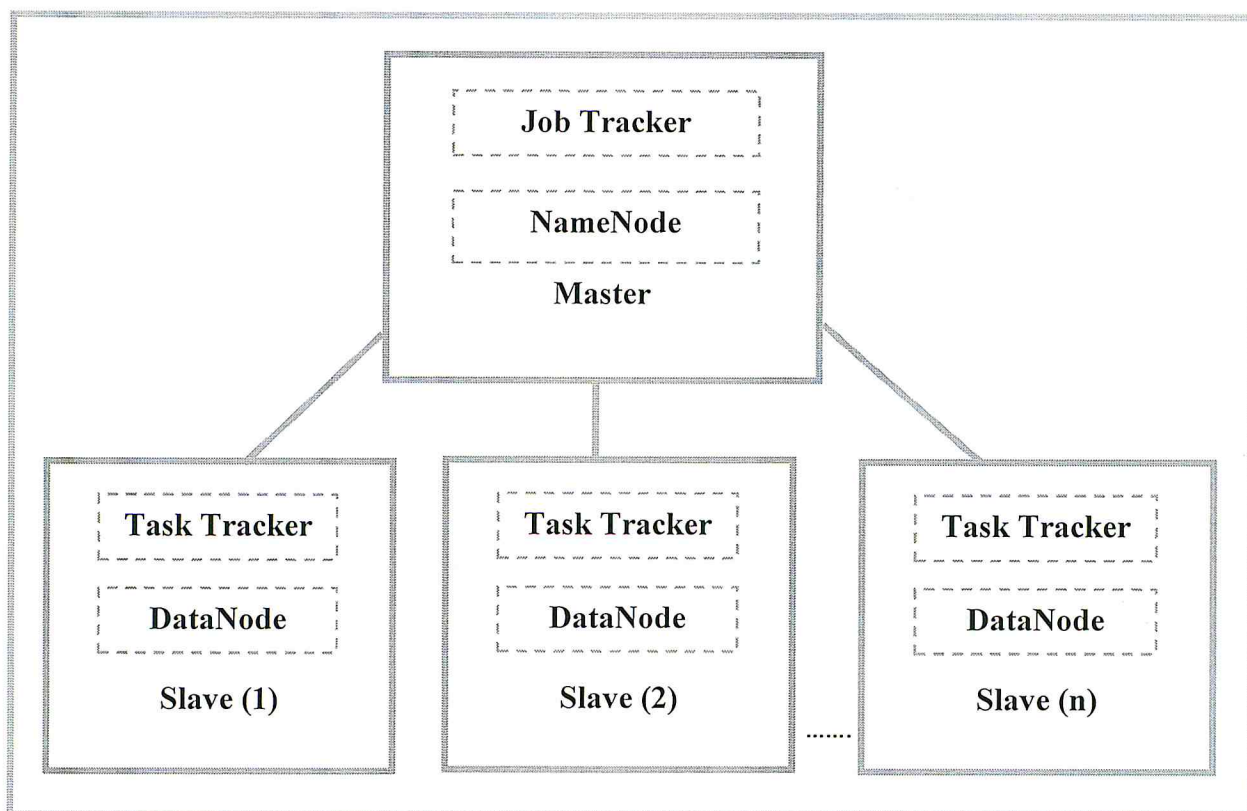 Job Tracker
NameNode
Master
Task Tracker
DataNode
Slave (1)
Task Tracker
DataNode
Slave (2)
.......
Task Tracker
DataNode
Slave (n)